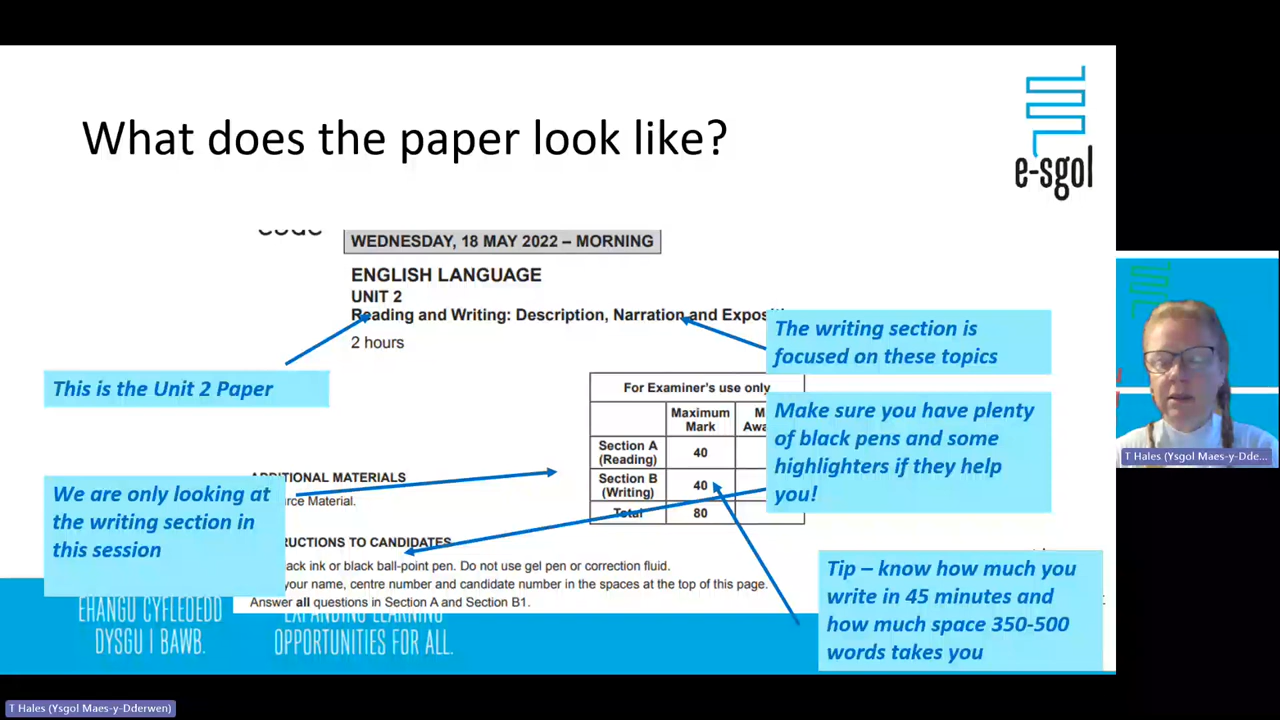 What does the paper look like?
e-sgol
WEDNESDAY, 18 MAY 2022 – MORNING
ENGLISH LANGUAGE
UNIT 2
Reading and Writing: Description, Narration and
2 hours
The writing section is
focused on these topics
This is the Unit 2 Paper
For Examiner's use only
Maximum
Mark
Section A
(Reading)
40
Section B
(Writing)
40
Total
80
Make sure you have plenty
of black pens and some
highlighters if they help
you!
MATERIALS
Material.
We are only looking at
the writing section in
this session
TO CANDIDATES
ink or black ball-point pen. Do not use gel pen or correction fluid.
your name, centre number and candidate number in the spaces at the top of this page.
Answer all questions in Section A and Section B1.
Tip – know how much you
write in 45 minutes and
how much space 350-500
words takes you
EHANGU CYFLEDEDD
DYSGU I BAWB.
EXPANDING LEARNING
OPPORTUNITIES FOR ALL.
T Hales (Ysgol Maes-y-Dde...
T Hales (Ysgol Maes-y-Dderwen)